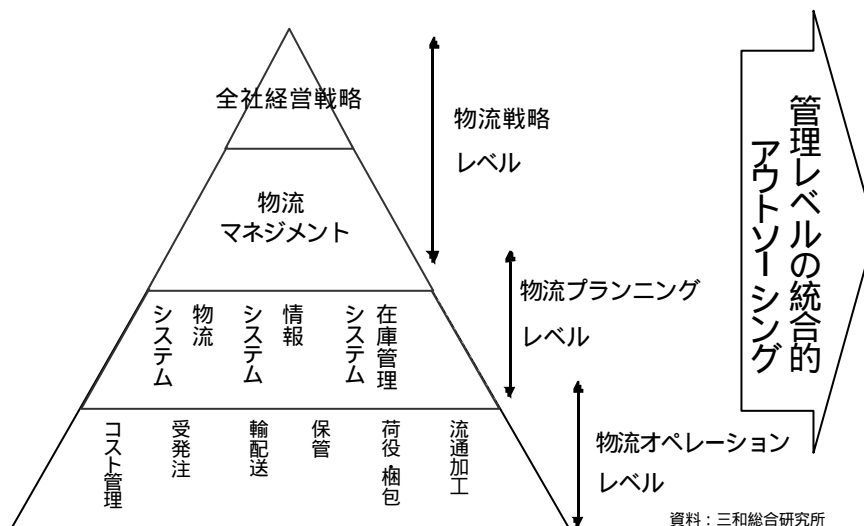 全社経営戦略
物流
マネジメント
物流
システム
情報
システム
在庫管理
システム
コスト管理
受発注
輸配送
保管
荷役・梱包
流通加工
物流戦略
レベル
物流プランニング
レベル
物流オペレーション
レベル
管理レベルの統合的
アウトソーシング
資料：三和総合研究所